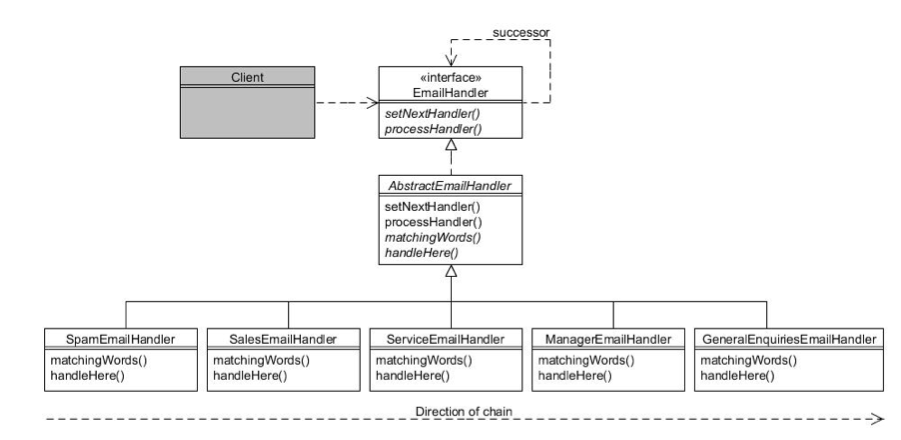 successor
Client
«interface»
EmailHandler
setNextHandler()
processHandler()
AbstractEmailHandler
setNextHandler()
processHandler()
matchingWords()
handleHere()
SpamEmailHandler
matchingWords()
handleHere()
SalesEmailHandler
matchingWords()
handleHere()
ServiceEmailHandler
matchingWords()
handleHere()
ManagerEmailHandler
matchingWords()
handleHere()
GeneralEnquiriesEmailHandler
matchingWords()
handleHere()
Direction of chain